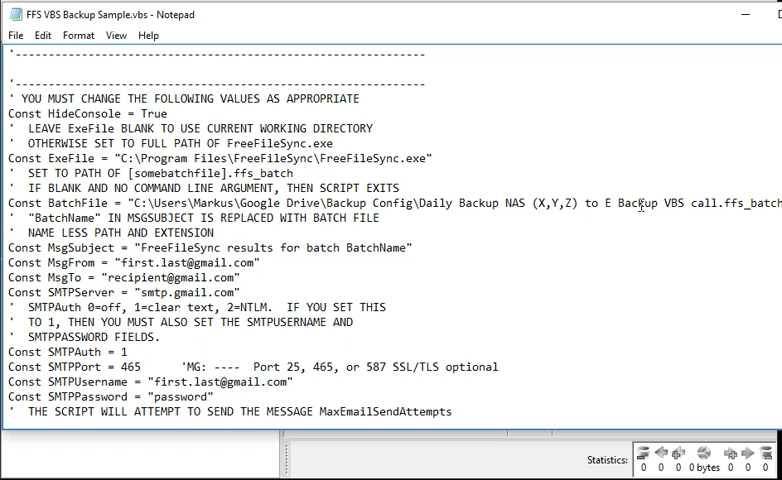 FFS VBS Backup Sample.vbs - Notepad
File Edit Format View Help
'-----------------------------------------------------
'-----------------------------------------------------
' YOU MUST CHANGE THE FOLLOWING VALUES AS APPROPRIATE
Const HideConsole = True
' LEAVE ExeFile BLANK TO USE CURRENT WORKING DIRECTORY
' OTHERWISE SET TO FULL PATH OF FreeFileSync.exe
Const ExeFile = "C:\Program Files\FreeFileSync\FreeFileSync.exe"
' SET TO PATH OF [somebatchfile].ffs_batch
' IF BLANK AND NO COMMAND LINE ARGUMENT, THEN SCRIPT EXITS
Const BatchFile = "C:\Users\Markus\Google Drive\Backup Config\Daily Backup NAS (X,Y,Z) to E Backup VBS call.ffs_batch
' "BatchName" IN MSGSUBJECT IS REPLACED WITH BATCH FILE
' NAME LESS PATH AND EXTENSION
Const MsgSubject = "FreeFileSync results for batch BatchName"
Const MsgFrom = "first.last@gmail.com"
Const MsgTo = "recipient@gmail.com"
Const SMTPServer = "smtp.gmail.com"
' SMTPAuth 0=off, 1=clear text, 2=NTLM. IF YOU SET THIS
' TO 1, THEN YOU MUST ALSO SET THE SMTPUSERNAME AND
' SMTPPASSWORD FIELDS.
Const SMTPAuth = 1
Const SMTPPort = 465 'MG: ---- Port 25, 465, or 587 SSL/TLS optional
Const SMTPUsername = "first.last@gmail.com"
Const SMTPPassword = "password"
' THE SCRIPT WILL ATTEMPT TO SEND THE MESSAGE MaxEmailSendAttempts
Statistics:
0 0 0 0 bytes 0 0 0